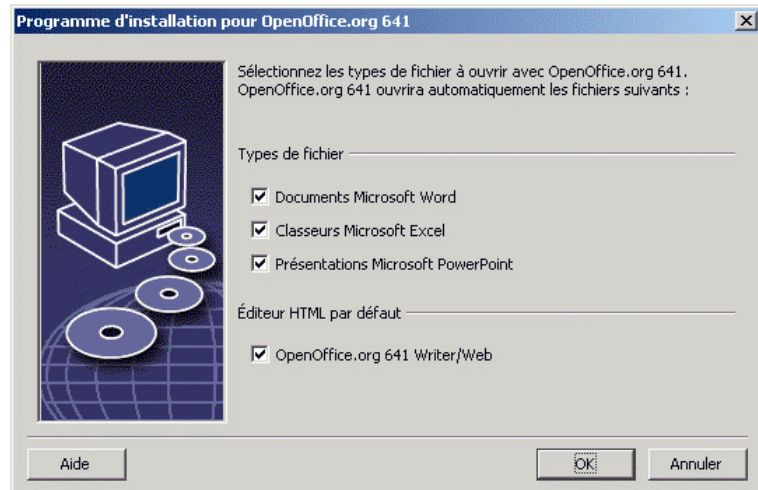 Programme d'installation pour OpenOffice.org 641
Sélectionnez les types de fichier à ouvrir avec OpenOffice.org 641.
OpenOffice.org 641 ouvrira automatiquement les fichiers suivants :
Types de fichier
Documents Microsoft Word
Classeurs Microsoft Excel
Présentations Microsoft PowerPoint
Éditeur HTML par défaut
OpenOffice.org 641 Writer/Web
Aide
OK
Annuler